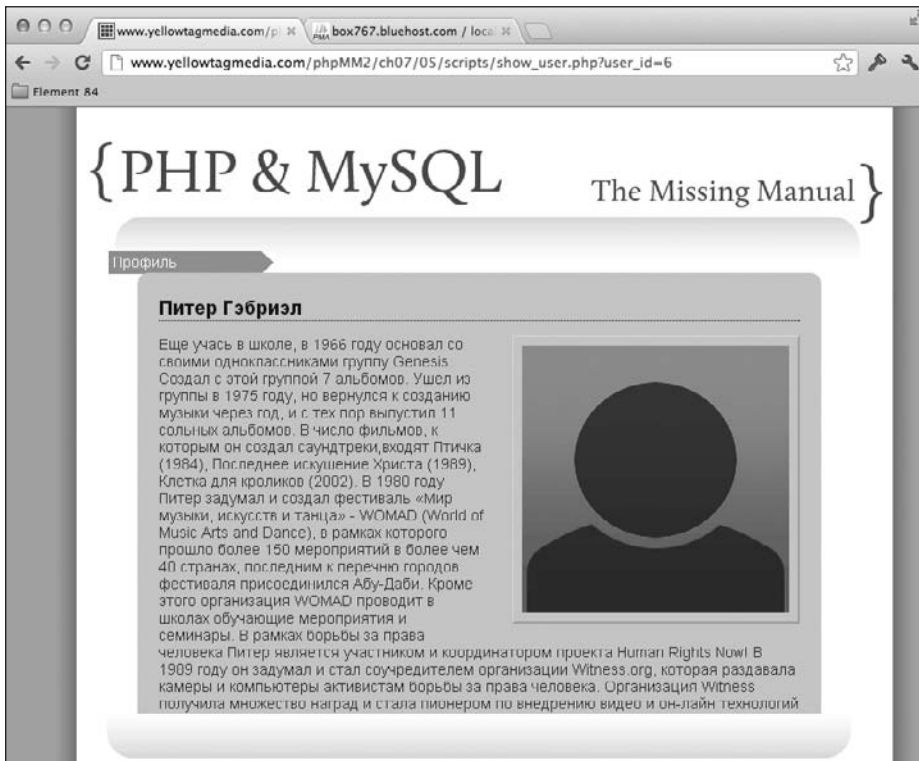 www.yellowtagmedia.com/p
box767.bluehost.com / loca
www.yellowtagmedia.com/phpMM2/ch07/05/scripts/show_user.php?user_id=6
Element 84
{PHP & MySQL
The Missing Manual}
Профиль
Питер Гэбриэл
Еще учась в школе, в 1966 году основал со
своими одноклассниками группу Genesis
Создал с этой группой 7 альбомов. Ушел из
группы в 1975 году, но вернулся к созданию
музыки через год, и с тех пор выпустил 11
сольных альбомов. В число фильмов, к
которым он создал саундтреки,входят Птичка
(1984), Последнее искушение Христа (1989),
Клетка для кроликов (2002). В 1980 году
Питер задумал и создал фестиваль «Мир
музыки, искусств и танца» - WOMAD (World of
Music Arts and Dance), в рамках которого
прошло более 150 мероприятий в более чем
40 странах, последним к перечню городов
фестиваля присоединился Абу-Даби. Кроме
этого организация WOMAD проводит в
школах обучающие мероприятия и
семинары. В рамках борьбы за права
человека Питер является участником и координатором проекта Human Rights Now! В
1989 году он задумал и стал соучредителем организации Witness.org, которая раздавала
камеры и компьютеры активистам борьбы за права человека. Организация Witness
получила множество наград и стала пионером по внедрению видео и он-лайн технологий